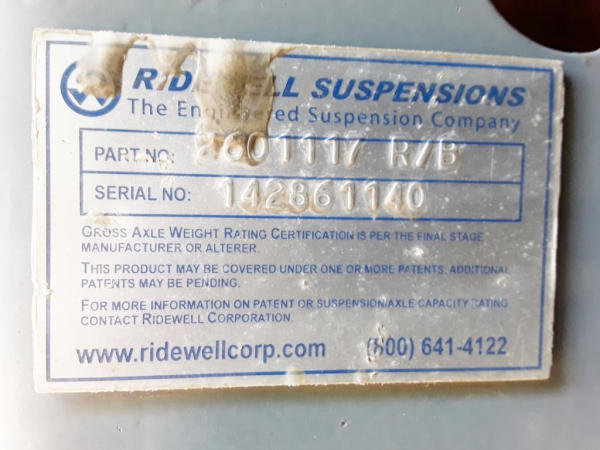 RIDEWELL SUSPENSIONS
The Engineered Suspension Company
PART NO: 2601117 R/B
SERIAL NO: 142861140
GROSS AXLE WEIGHT RATING CERTIFICATION IS PER THE FINAL STAGE
MANUFACTURER OR ALTERER.
THIS PRODUCT MAY BE COVERED UNDER ONE OR MORE PATENTS. ADDITIONAL
PATENTS MAY BE PENDING.
FOR MORE INFORMATION ON PATENT OR SUSPENSION/AXLE CAPACITY RATING
CONTACT RIDEWELL CORPORATION.
www.ridewellcorp.com (800) 641-4122